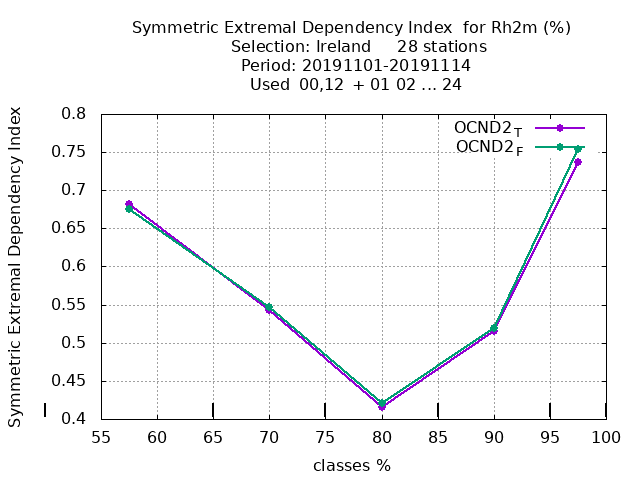 Symmetric Extremal Dependency Index  for Rh2m (%)
Selection: Ireland     28 stations
Period: 20191101-20191114
Used  00,12  + 01 02 ... 24
Symmetric Extremal Dependency Index
0.8
0.75
0.7
0.65
0.6
0.55
0.5
0.45
0.4
OCND2T
OCND2F
55 60 65 70 75 80 85 90 95 100
classes %